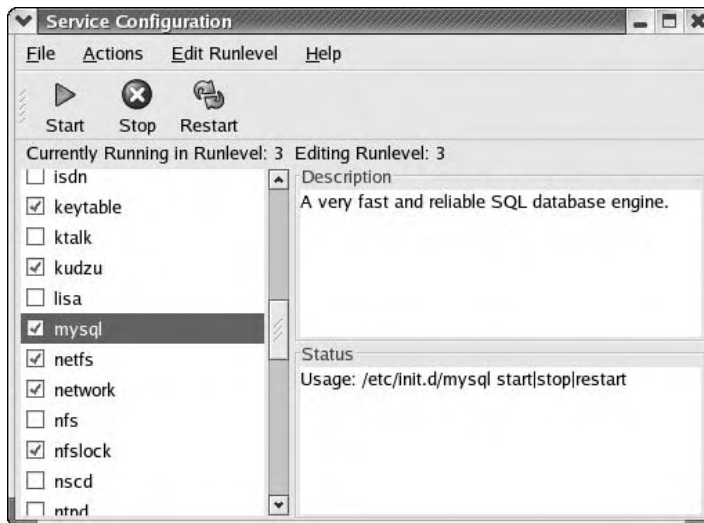 Service Configuration
File Actions Edit Runlevel Help
Start Stop Restart
Currently Running in Runlevel: 3 Editing Runlevel: 3
isdn
keytable
ktalk
kudzu
lisa
mysql
netfs
network
nfs
nfslock
nscd
ntpd
Description
A very fast and reliable SQL database engine.
Status
Usage: /etc/init.d/mysql start|stop|restart